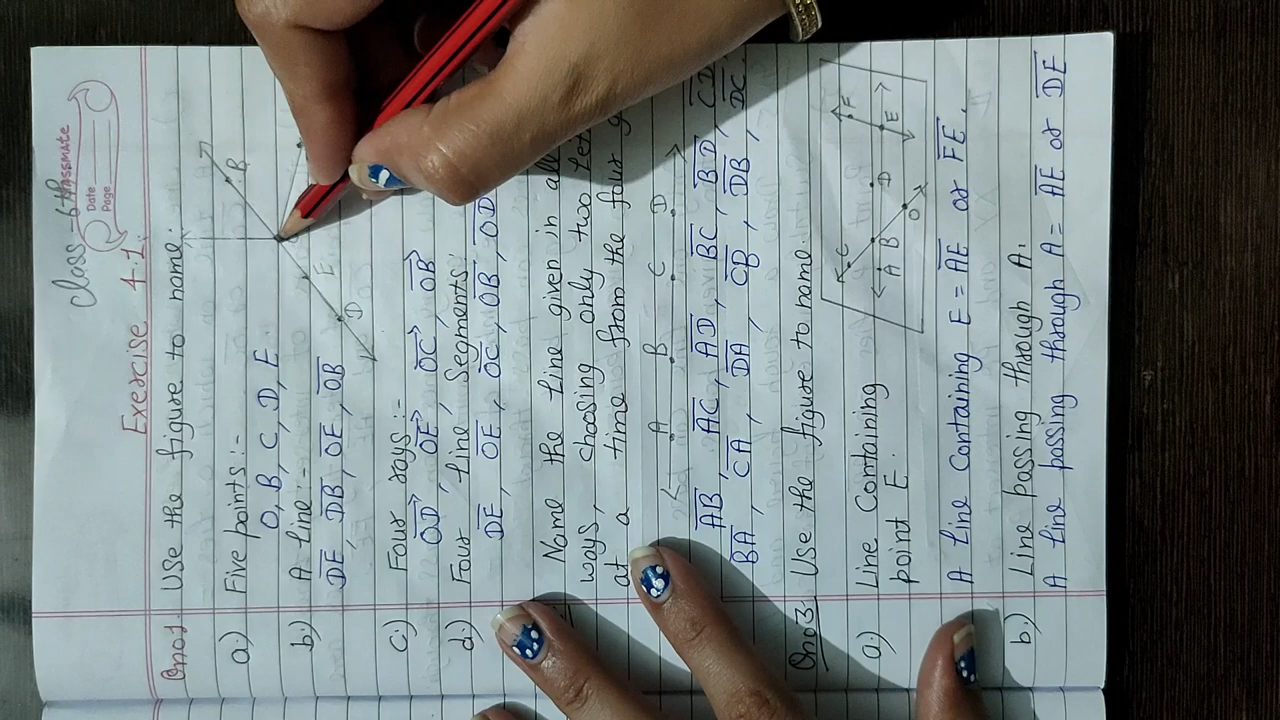 Class - 6th
classmate
Date
Page
Exercise 4.1.
Qno1 Use the figure to name:
B
E
D
a) Five points:-
O, B, C, D, E.
b) A Line:-
DE, DB, OE, OB
c) Four rays:-
OD, OE, OC, OB
d) Four Line, Segments:
DE, OE, OC, OB, OD
Name the Line given in all
ways, choosing only two
at a time from the four
A B C D
AB, AC, AD, BC, BD, CD
BA, CA, DA, CB, DB, DC.
Qno3 Use the figure to name.
a.) Line Containing
point E.
C F
A B D E
O
A Line Containing E = AE or FE.
b.) Line passing through A.
A Line passing through A = AE or DE